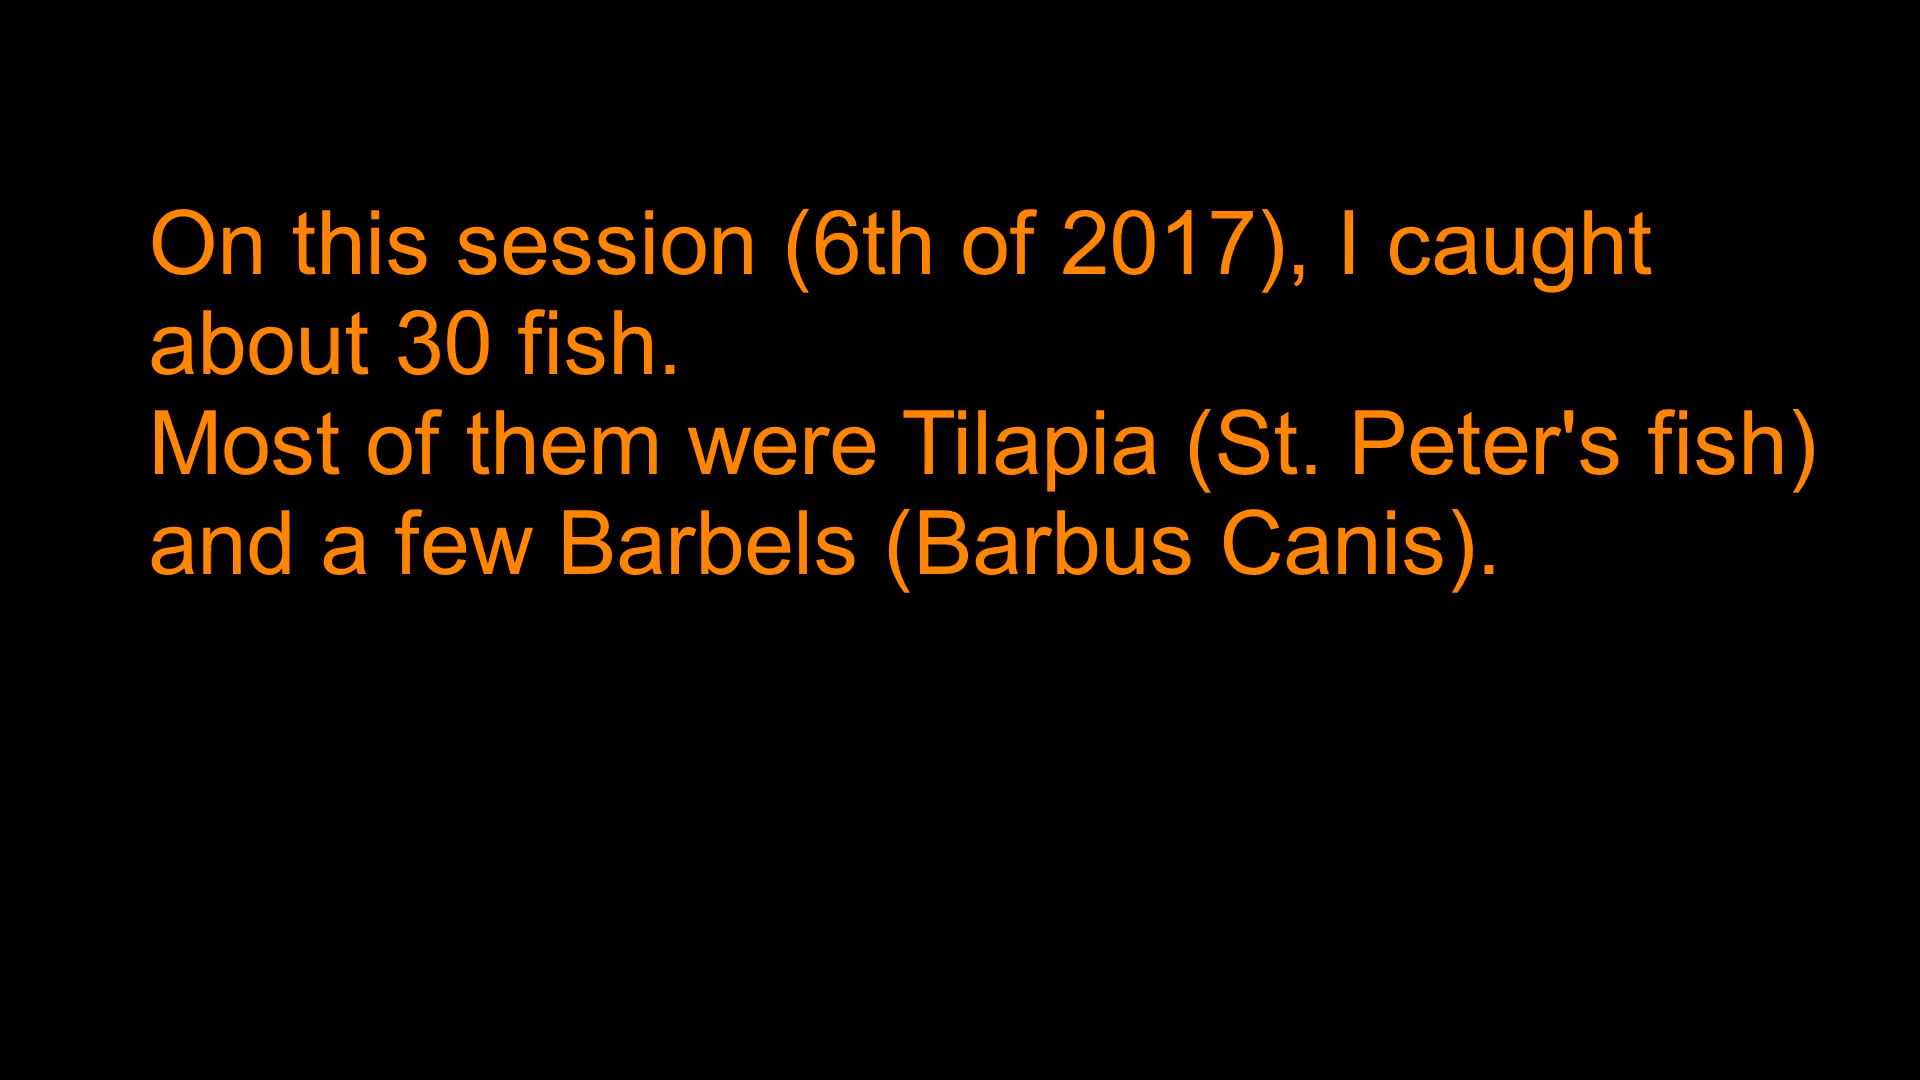 On this session (6th of 2017), I caught
about 30 fish.
Most of them were Tilapia (St. Peter's fish)
and a few Barbels (Barbus Canis).